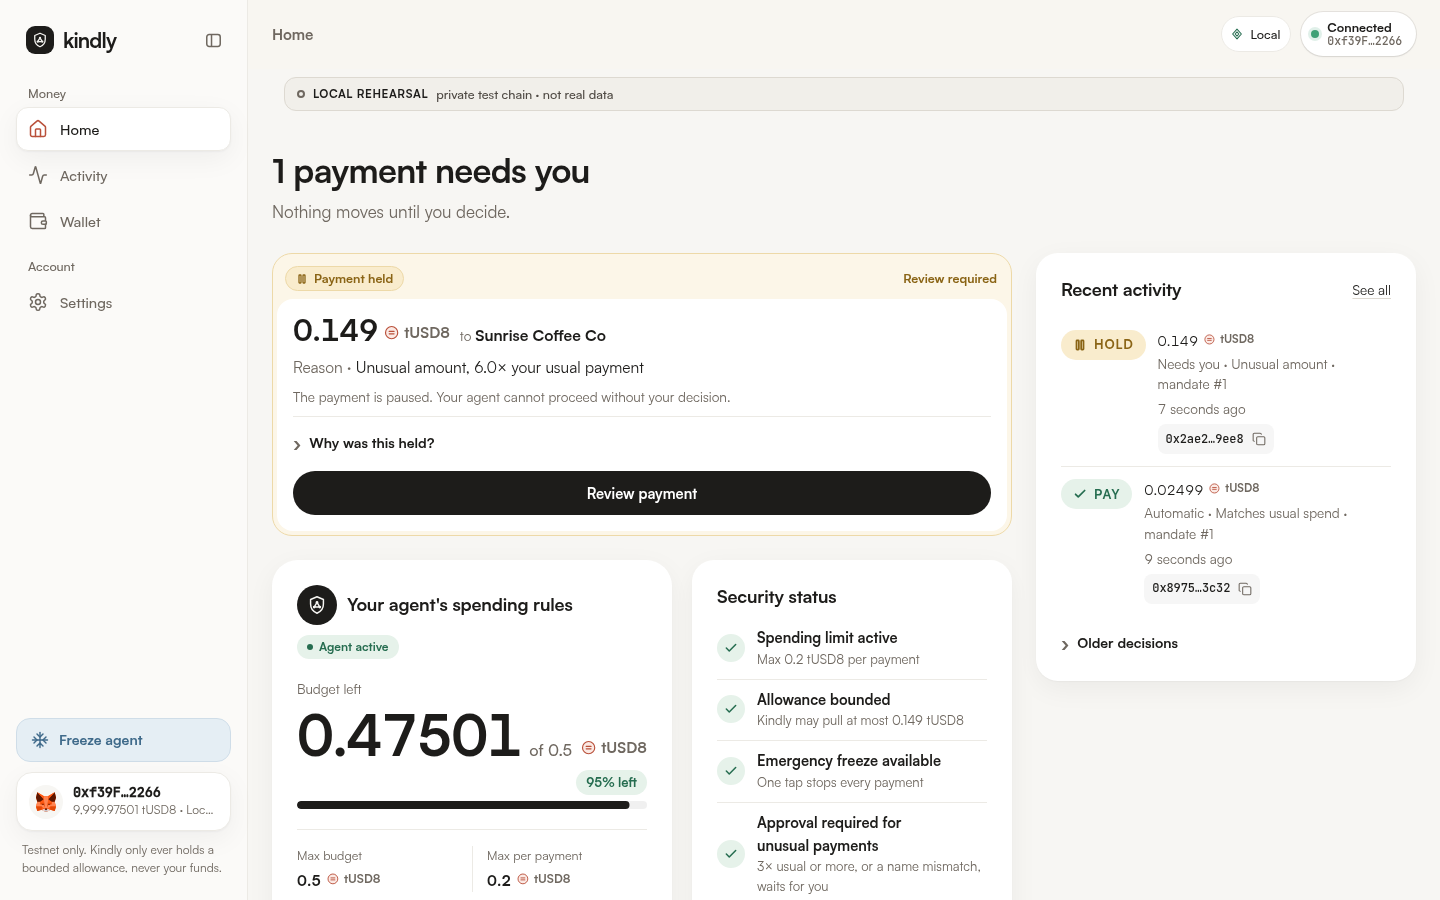 kindly
Money
Home
Activity
Wallet
Account
Settings
Freeze agent
0xf39F…2266
9,999.97501 tUSD8 · Loc…
Testnet only. Kindly only ever holds a
bounded allowance, never your funds.
Home
Local
Connected
0xf39F…2266
LOCAL REHEARSAL private test chain · not real data
1 payment needs you
Nothing moves until you decide.
Payment held
Review required
0.149 tUSD8 to Sunrise Coffee Co
Reason · Unusual amount, 6.0× your usual payment
The payment is paused. Your agent cannot proceed without your decision.
Why was this held?
Review payment
Your agent's spending rules
Agent active
Budget left
0.47501 of 0.5 tUSD8
95% left
Max budget
0.5 tUSD8
Max per payment
0.2 tUSD8
Security status
Spending limit active
Max 0.2 tUSD8 per payment
Allowance bounded
Kindly may pull at most 0.149 tUSD8
Emergency freeze available
One tap stops every payment
Approval required for
unusual payments
3× usual or more, or a name mismatch,
waits for you
Recent activity
See all
HOLD
0.149 tUSD8
Needs you · Unusual amount ·
mandate #1
7 seconds ago
0x2ae2…9ee8
PAY
0.02499 tUSD8
Automatic · Matches usual spend ·
mandate #1
9 seconds ago
0x8975…3c32
Older decisions